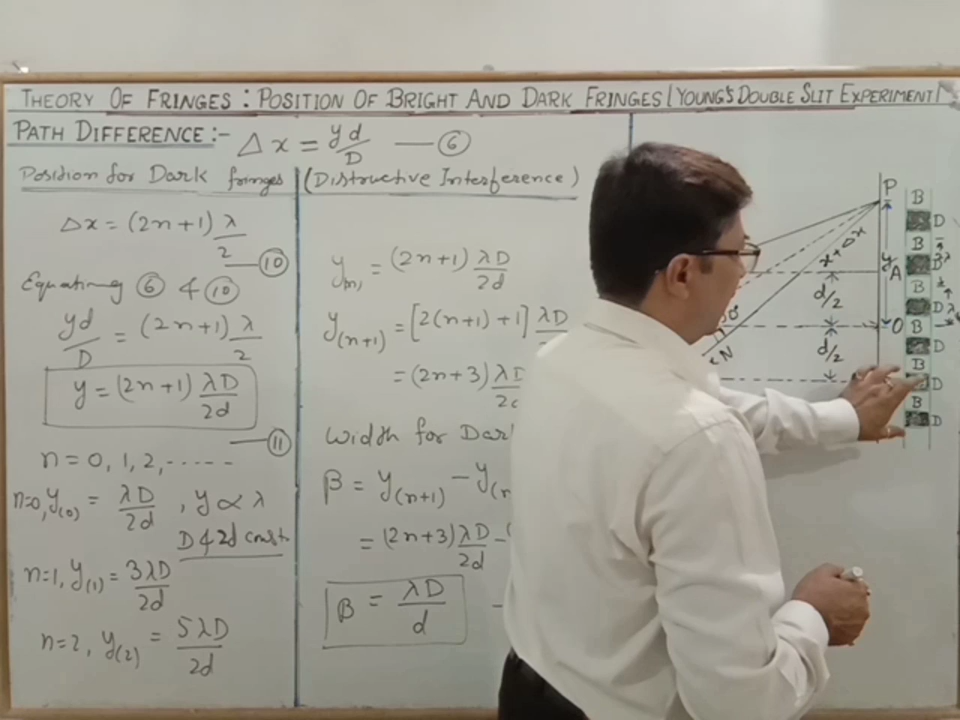 THEORY OF FRINGES : POSITION OF BRIGHT AND DARK FRINGES (YOUNG'S DOUBLE SLIT EXPERIMENT)
PATH DIFFERENCE :- Δx = yd/D — ⑥
Position for Dark fringes (Distructive Interference)
Δx = (2n+1) λ/2 — ⑩
Equating ⑥ & ⑩
yd/D = (2n+1) λ/2
y = (2n+1) λD/2d — ⑪
n = 0, 1, 2, -----
n=0, y(0) = λD/2d , y ∝ λ
D & 2d const.
n=1, y(1) = 3λD/2d
n=2, y(2) = 5λD/2d
y(n) = (2n+1) λD/2d
y(n+1) = [2(n+1)+1] λD
= (2n+3) λD
Width for Dar
β = y(n+1) - y(n
= (2n+3) λD/2d -
β = λD/d
P
Δx
y
A
d/2
O
d/2
N
B
D
B
D
B
D
B
D
B
D
B
D